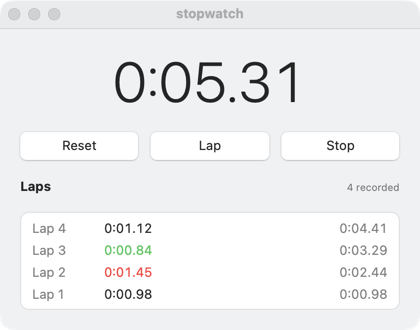 stopwatch
0:05.31
Reset Lap Stop
Laps 4 recorded
Lap 4 0:01.12 0:04.41
Lap 3 0:00.84 0:03.29
Lap 2 0:01.45 0:02.44
Lap 1 0:00.98 0:00.98